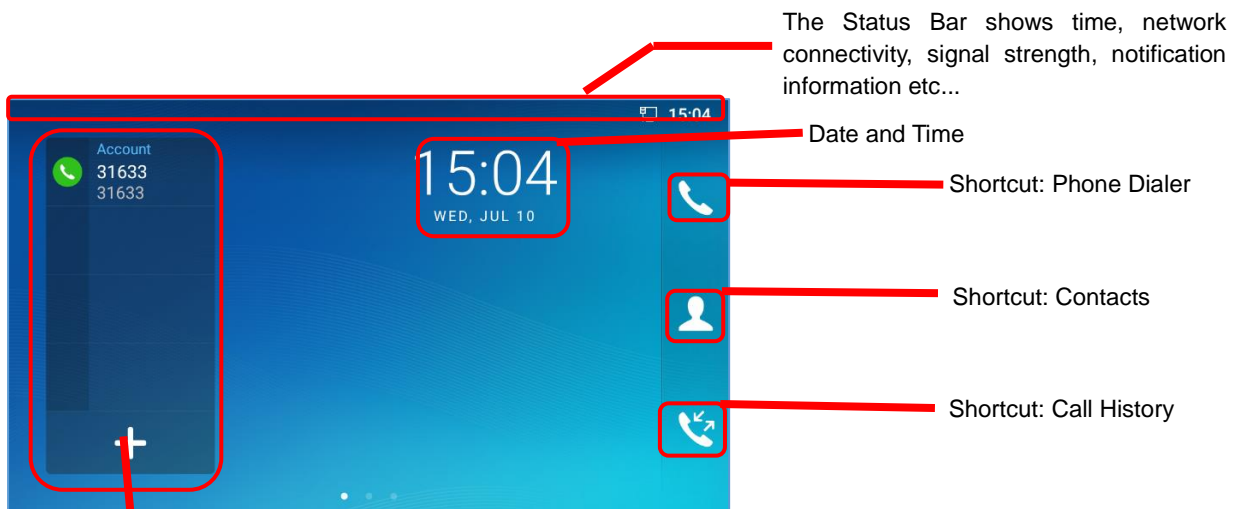 The Status Bar shows time, network
connectivity, signal strength, notification
information etc...
15:04
Date and Time
Account
31633
31633
15:04
WED, JUL 10
Shortcut: Phone Dialer
Shortcut: Contacts
Shortcut: Call History